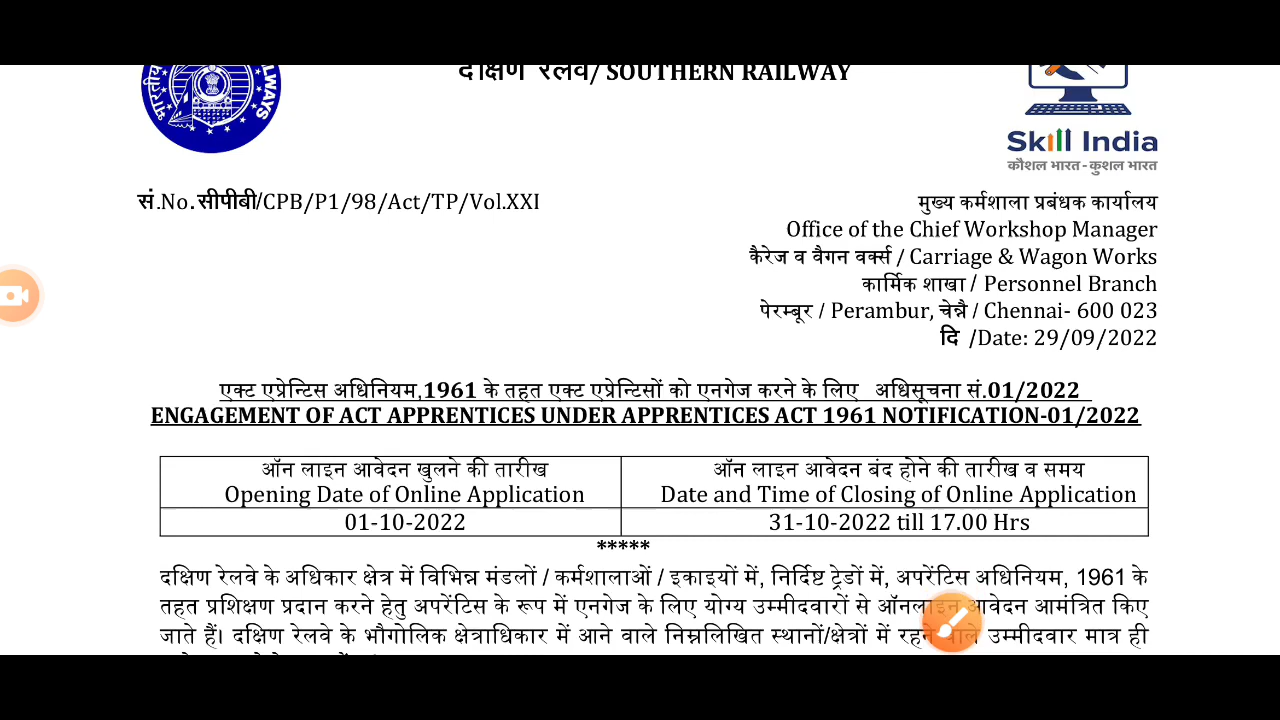 दक्षिण रेलवे/ SOUTHERN RAILWAY
भारतीय
LWAYS
Skill India
कौशल भारत-कुशल भारत
सं.No.सीपीबी/CPB/P1/98/Act/TP/Vol.XXI
मुख्य कर्मशाला प्रबंधक कार्यालय
Office of the Chief Workshop Manager
कैरेज व वैगन वर्क्स / Carriage & Wagon Works
कार्मिक शाखा / Personnel Branch
पेरम्बूर / Perambur, चेन्नै / Chennai- 600 023
दि /Date: 29/09/2022
एक्ट एप्रेन्टिस अधिनियम,1961 के तहत एक्ट एप्रेन्टिसों को एनगेज करने के लिए अधिसूचना सं.01/2022
ENGAGEMENT OF ACT APPRENTICES UNDER APPRENTICES ACT 1961 NOTIFICATION-01/2022
ऑन लाइन आवेदन खुलने की तारीख
Opening Date of Online Application
ऑन लाइन आवेदन बंद होने की तारीख व समय
Date and Time of Closing of Online Application
01-10-2022
31-10-2022 till 17.00 Hrs
*****
दक्षिण रेलवे के अधिकार क्षेत्र में विभिन्न मंडलों / कर्मशालाओं / इकाइयों में, निर्दिष्ट ट्रेडों में, अपरेंटिस अधिनियम, 1961 के
तहत प्रशिक्षण प्रदान करने हेतु अपरेंटिस के रूप में एनगेज के लिए योग्य उम्मीदवारों से ऑनलाइन आवेदन आमंत्रित किए
जाते हैं। दक्षिण रेलवे के भौगोलिक क्षेत्राधिकार में आने वाले निम्नलिखित स्थानों/क्षेत्रों में रहने वाले उम्मीदवार मात्र ही